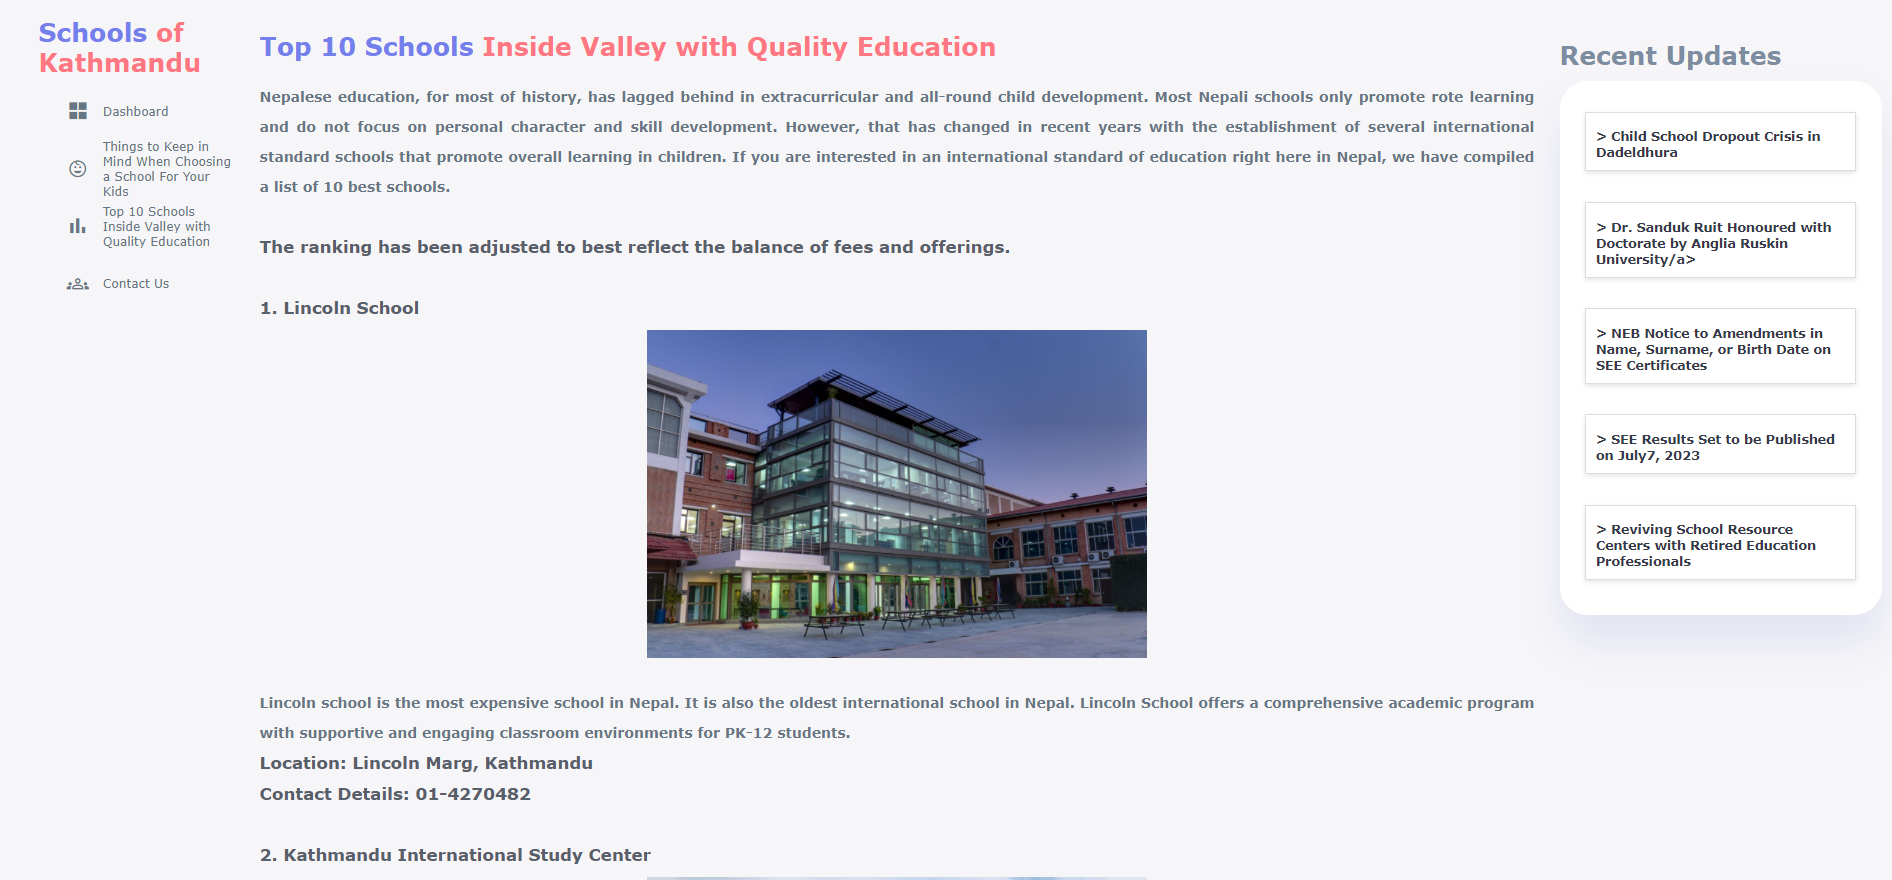 Schools of
Kathmandu
Dashboard
Things to Keep in
Mind When Choosing
a School For Your
Kids
Top 10 Schools
Inside Valley with
Quality Education
Contact Us
Top 10 Schools Inside Valley with Quality Education
Nepalese education, for most of history, has lagged behind in extracurricular and all-round child development. Most Nepali schools only promote rote learning
and do not focus on personal character and skill development. However, that has changed in recent years with the establishment of several international
standard schools that promote overall learning in children. If you are interested in an international standard of education right here in Nepal, we have compiled
a list of 10 best schools.
The ranking has been adjusted to best reflect the balance of fees and offerings.
1. Lincoln School
Lincoln school is the most expensive school in Nepal. It is also the oldest international school in Nepal. Lincoln School offers a comprehensive academic program
with supportive and engaging classroom environments for PK-12 students.
Location: Lincoln Marg, Kathmandu
Contact Details: 01-4270482
2. Kathmandu International Study Center
Recent Updates
> Child School Dropout Crisis in
Dadeldhura
> Dr. Sanduk Ruit Honoured with
Doctorate by Anglia Ruskin
University/a>
> NEB Notice to Amendments in
Name, Surname, or Birth Date on
SEE Certificates
> SEE Results Set to be Published
on July7, 2023
> Reviving School Resource
Centers with Retired Education
Professionals